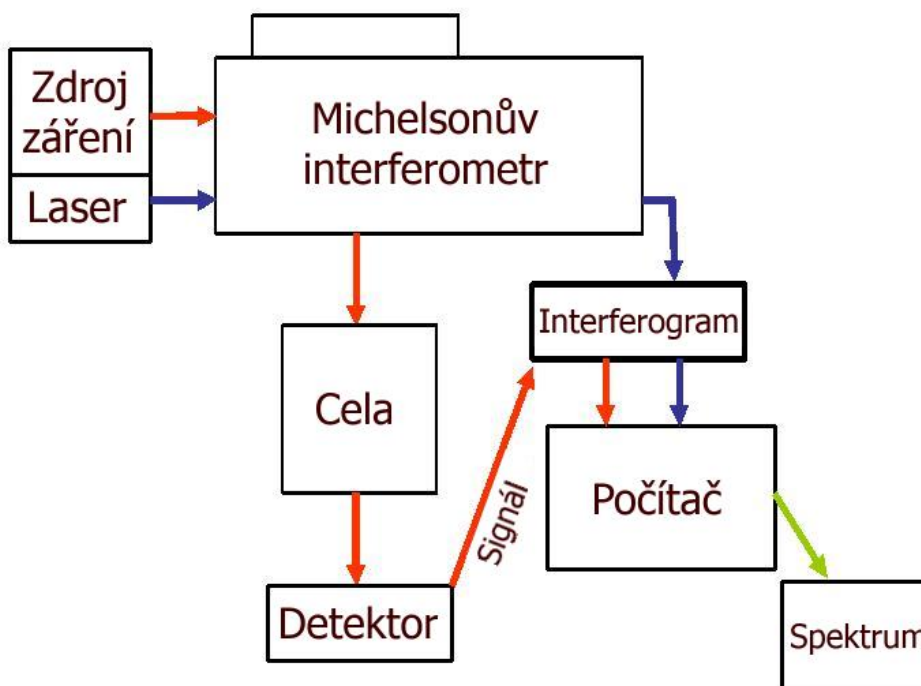 Zdroj
záření
Laser
Michelsonův
interferometr
Interferogram
Cela
Signál
Počítač
Detektor
Spektrum